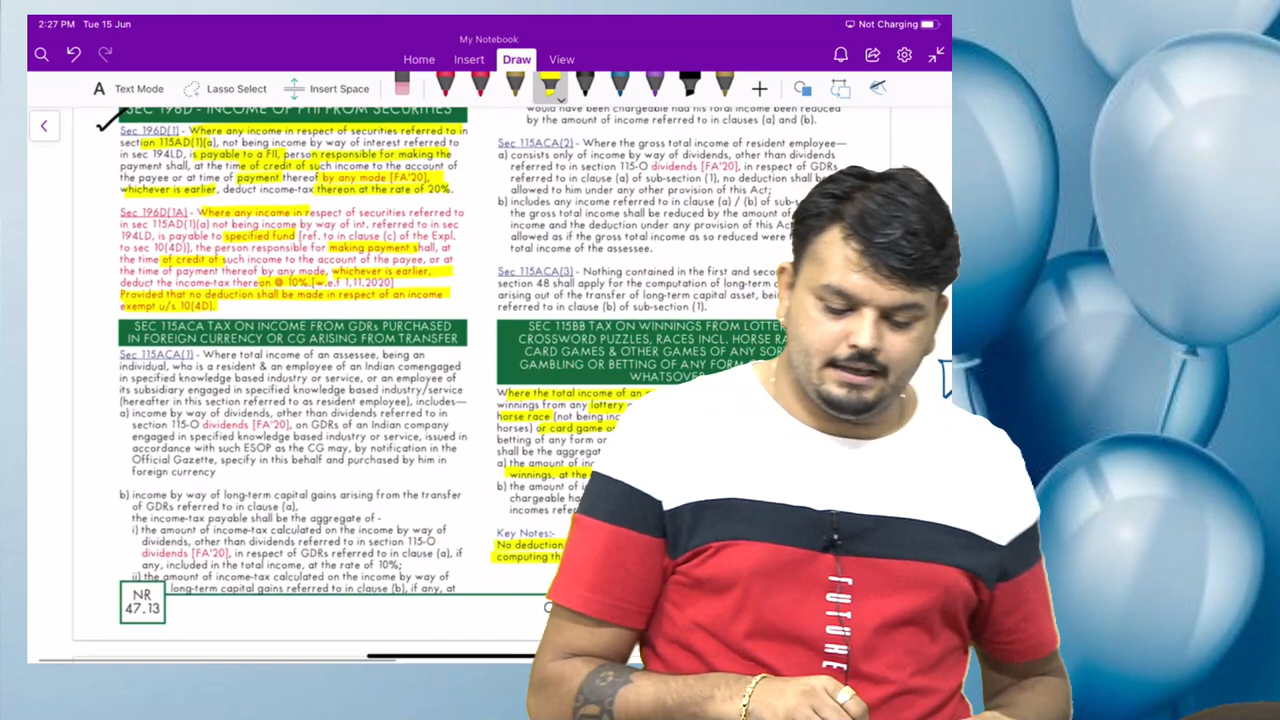 2:27 PM Tue 15 Jun
Not Charging
My Notebook
Home Insert Draw View
A Text Mode Lasso Select Insert Space
SEC 196D - INCOME OF FROM SECURITIES
Sec 196D(1) - Where any income in respect of securities referred to in
section 115AD(1)(a), not being income by way of interest referred to
in sec 194LD, is payable to a FII, person responsible for making the
payment shall, at the time of credit of such income to the account of
the payee or at time of payment thereof by any mode [FA'20],
whichever is earlier, deduct income-tax thereon at the rate of 20%.
Sec 196D(1A) - Where any income in respect of securities referred to
in sec 115AD(1)(a) not being income by way of int. referred to in sec
194LD, is payable to specified fund [ref. to in clause (c) of the Expl.
to sec 10(4D)], the person responsible for making payment shall, at
the time of credit of such income to the account of the payee, or at
the time of payment thereof by any mode, whichever is earlier,
deduct the income-tax thereon @ 10%.[w.e.f 1.11.2020]
Provided that no deduction shall be made in respect of an income
exempt u/s 10(4D).
SEC 115ACA TAX ON INCOME FROM GDRs PURCHASED
IN FOREIGN CURRENCY OR CG ARISING FROM TRANSFER
Sec 115ACA(1) - Where total income of an assessee, being an
individual, who is a resident & an employee of an Indian comengaged
in specified knowledge based industry or service, or an employee of
its subsidiary engaged in specified knowledge based industry/service
(hereafter in this section referred to as resident employee), includes—
a) income by way of dividends, other than dividends referred to in
section 115-O dividends [FA'20], on GDRs of an Indian company
engaged in specified knowledge based industry or service, issued in
accordance with such ESOP as the CG may, by notification in the
Official Gazette, specify in this behalf and purchased by him in
foreign currency
b) income by way of long-term capital gains arising from the transfer
of GDRs referred to in clause (a),
the income-tax payable shall be the aggregate of -
i) the amount of income-tax calculated on the income by way of
dividends, other than dividends referred to in section 115-O
dividends [FA'20], in respect of GDRs referred to in clause (a), if
any, included in the total income, at the rate of 10%;
ii) the amount of income-tax calculated on the income by way of
long-term capital gains referred to in clause (b), if any, at
NR
47.13
would have been chargeable had his total income been reduced
by the amount of income referred to in clauses (a) and (b).
Sec 115ACA(2) - Where the gross total income of resident employee—
a) consists only of income by way of dividends, other than dividends
referred to in section 115-O dividends [FA'20], in respect of GDRs
referred to in clause (a) of sub-section (1), no deduction shall be
allowed to him under any other provision of this Act;
b) includes any income referred to in clause (a) / (b) of sub-s
the gross total income shall be reduced by the amount of
income and the deduction under any provision of this Act
allowed as if the gross total income as so reduced were
total income of the assessee.
Sec 115ACA(3) - Nothing contained in the first and seco
section 48 shall apply for the computation of long-term c
arising out of the transfer of long-term capital asset, bei
referred to in clause (b) of sub-section (1).
SEC 115BB TAX ON WINNINGS FROM LOTTER
CROSSWORD PUZZLES, RACES INCL. HORSE RA
CARD GAMES & OTHER GAMES OF ANY SOR
GAMBLING OR BETTING OF ANY FORM O
WHATSOEVER
Where the total income of an a
winnings from any lottery o
horse race (not being inc
horses) or card game o
betting of any form or
shall be the aggregat
a) the amount of in
winnings, at the
b) the amount of i
chargeable ha
incomes refer
Key Notes:-
No deduction
computing th
FUTURE